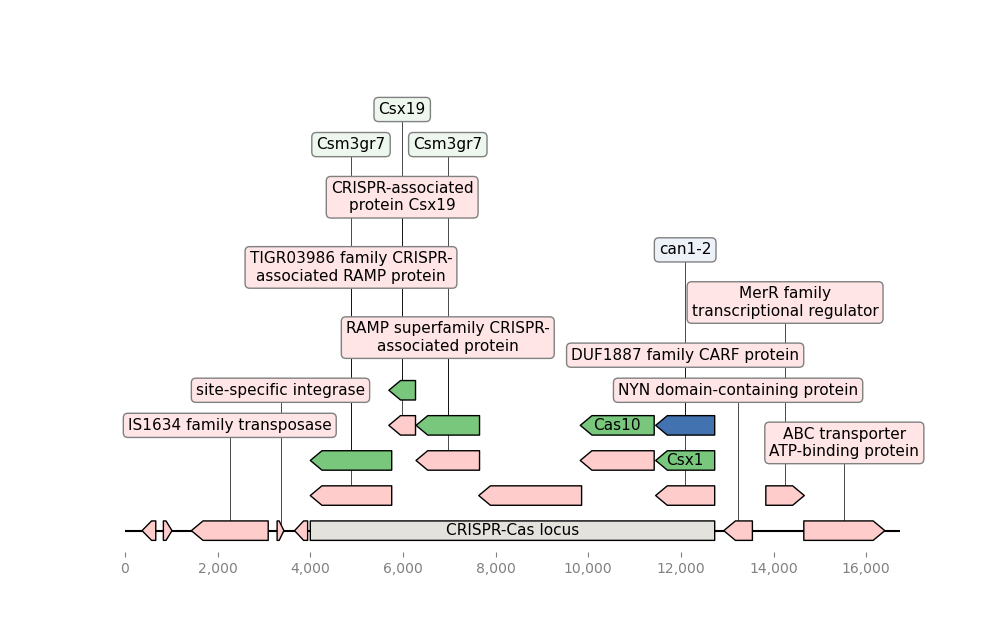 Csx19
Csm3gr7
Csm3gr7
CRISPR-associated
protein Csx19
TIGR03986 family CRISPR-
associated RAMP protein
can1-2
MerR family
transcriptional regulator
RAMP superfamily CRISPR-
associated protein
DUF1887 family CARF protein
site-specific integrase
NYN domain-containing protein
IS1634 family transposase
Cas10
ABC transporter
ATP-binding protein
Csx1
CRISPR-Cas locus
0
2,000
4,000
6,000
8,000
10,000
12,000
14,000
16,000